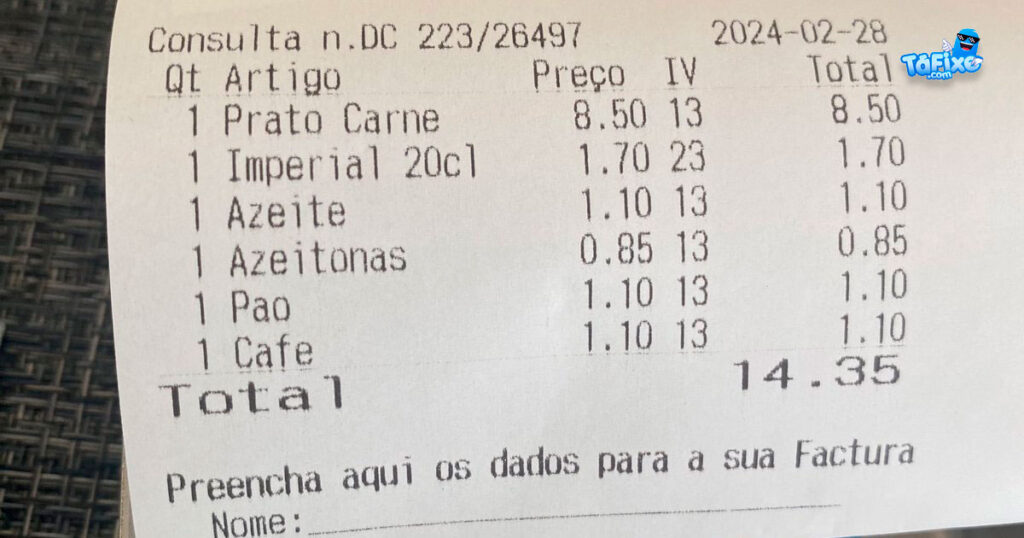 Consulta n.DC 223/26497 2024-02-28
Qt Artigo Preço IV Total
1 Prato Carne 8.50 13 8.50
1 Imperial 20cl 1.70 23 1.70
1 Azeite 1.10 13 1.10
1 Azeitonas 0.85 13 0.85
1 Pao 1.10 13 1.10
1 Cafe 1.10 13 1.10
Total 14.35
Preencha aqui os dados para a sua Factura
Nome:
TáFixe
.com